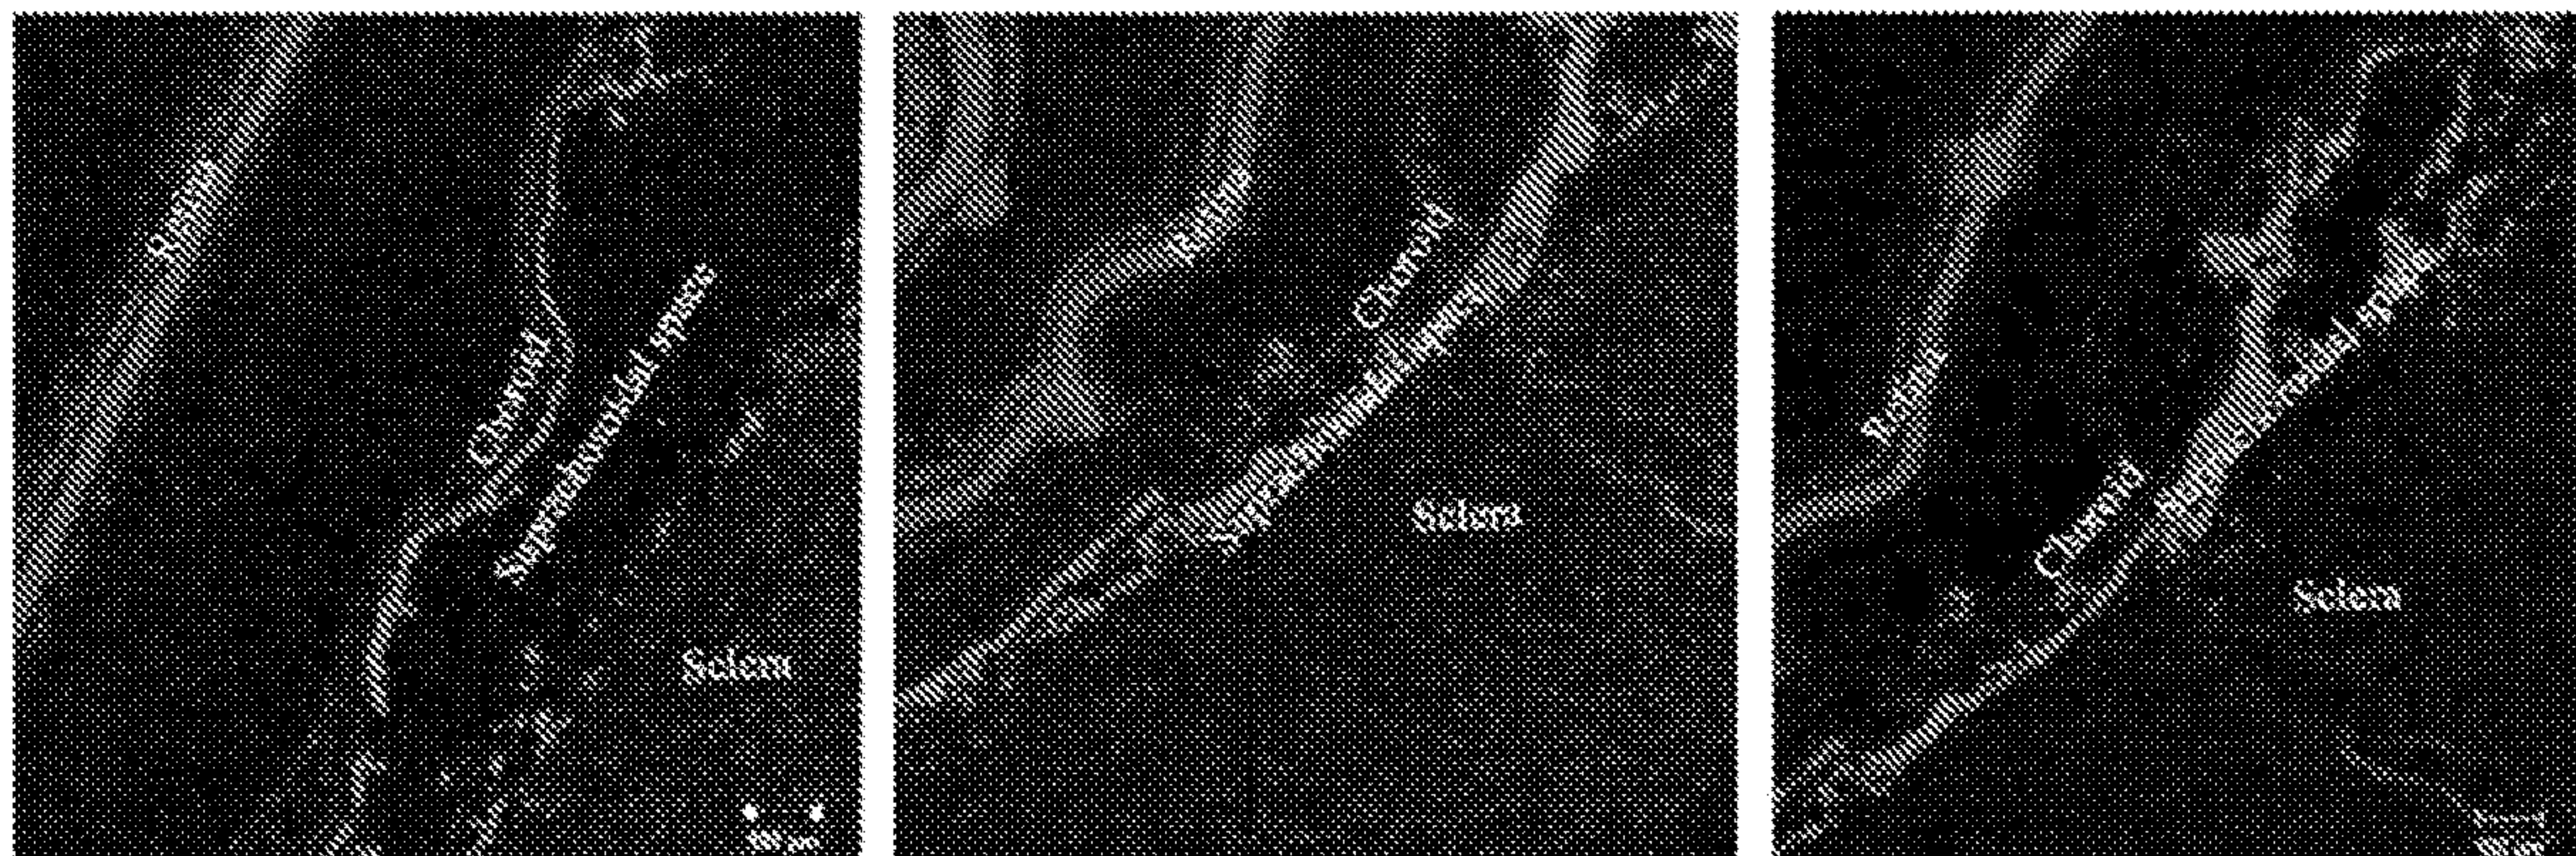 Retina
Choroid
Suprachoroidal space
Sclera
Retina
Choroid
Suprachoroidal space
Sclera
Retina
Choroid
Suprachoroidal space
Sclera